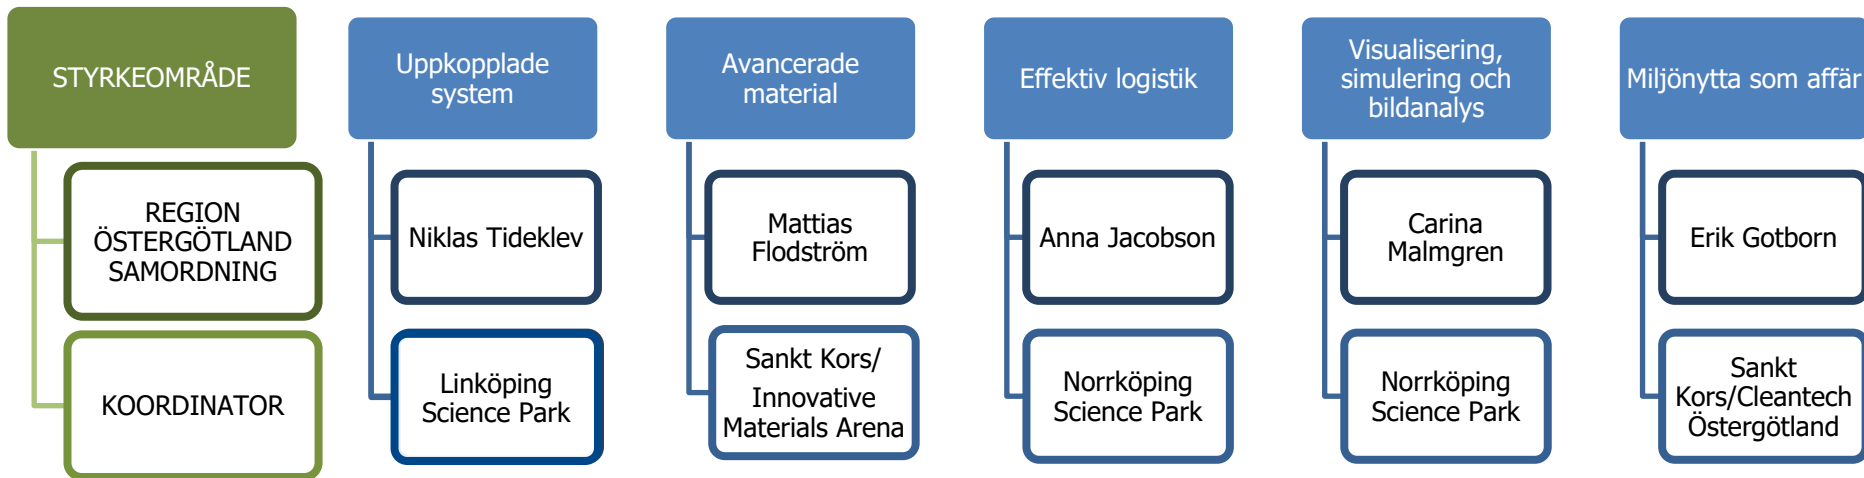 STYRKEOMRÅDE
REGION
ÖSTERGÖTLAND
SAMORDNING
KOORDINATOR
Uppkopplade
system
Niklas Tideklev
Linköping
Science Park
Avancerade
material
Mattias
Flodström
Sankt Kors/
Innovative
Materials Arena
Effektiv logistik
Anna Jacobson
Norrköping
Science Park
Visualisering,
simulering och
bildanalys
Carina
Malmgren
Norrköping
Science Park
Miljönytta som affär
Erik Gotborn
Sankt
Kors/Cleantech
Östergötland